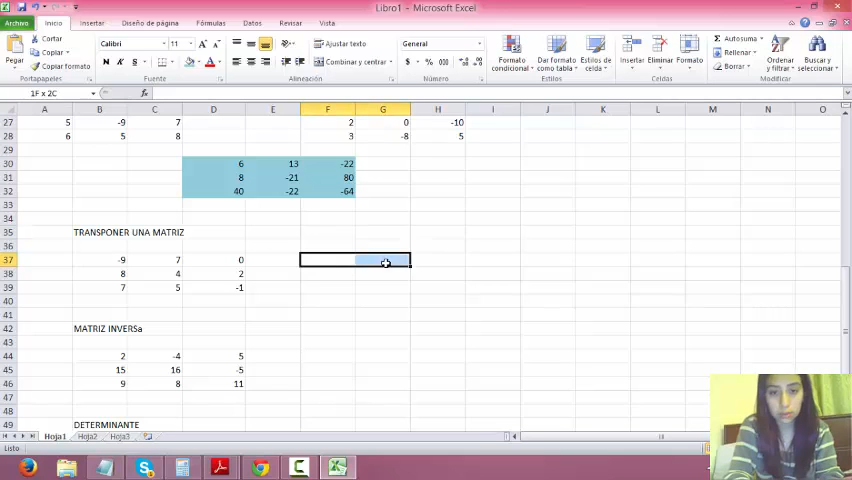 Libro1 - Microsoft Excel
Archivo Inicio Insertar Diseño de página Fórmulas Datos Revisar Vista
Cortar Calibri 11 Ajustar texto General Autosuma
Copiar Rellenar
Pegar N K S Combinar y centrar $ % Formato condicional Dar formato como tabla Estilos de celda Insertar Eliminar Formato Borrar Ordenar y filtrar Buscar y seleccionar
Portapapeles Fuente Alineación Número Estilos Celdas Modificar
1F x 2C fx
A B C D E F G H I J K L M N O
27 5 -9 7 2 0 -10
28 6 5 8 3 -8 5
29
30 6 13 -22
31 8 -21 80
32 40 -22 -64
33
34
35 TRANSPONER UNA MATRIZ
36
37 -9 7 0
38 8 4 2
39 7 5 -1
40
41
42 MATRIZ INVERSa
43
44 2 -4 5
45 15 16 -5
46 9 8 11
47
48
49 DETERMINANTE
Hoja1 Hoja2 Hoja3
Listo